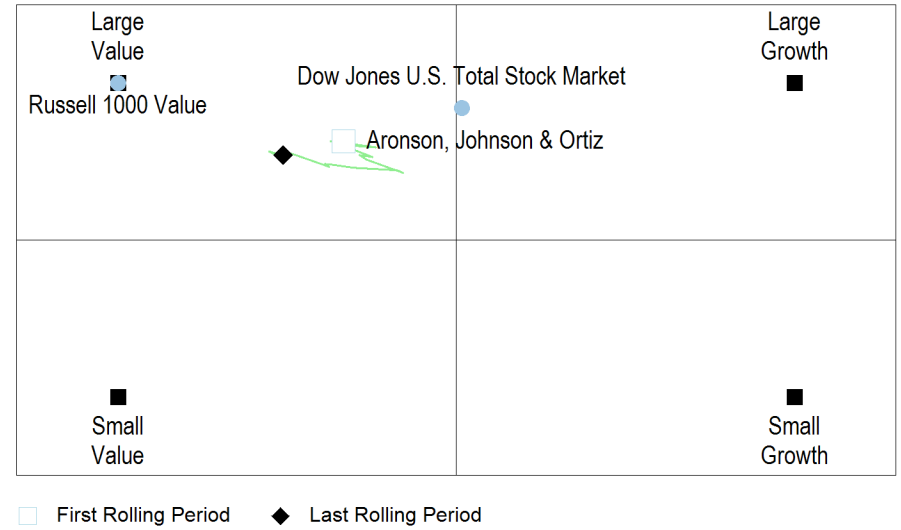 Large
Value
Large
Growth
Dow Jones U.S. Total Stock Market
Russell 1000 Value
Aronson, Johnson & Ortiz
Small
Value
Small
Growth
First Rolling Period
Last Rolling Period